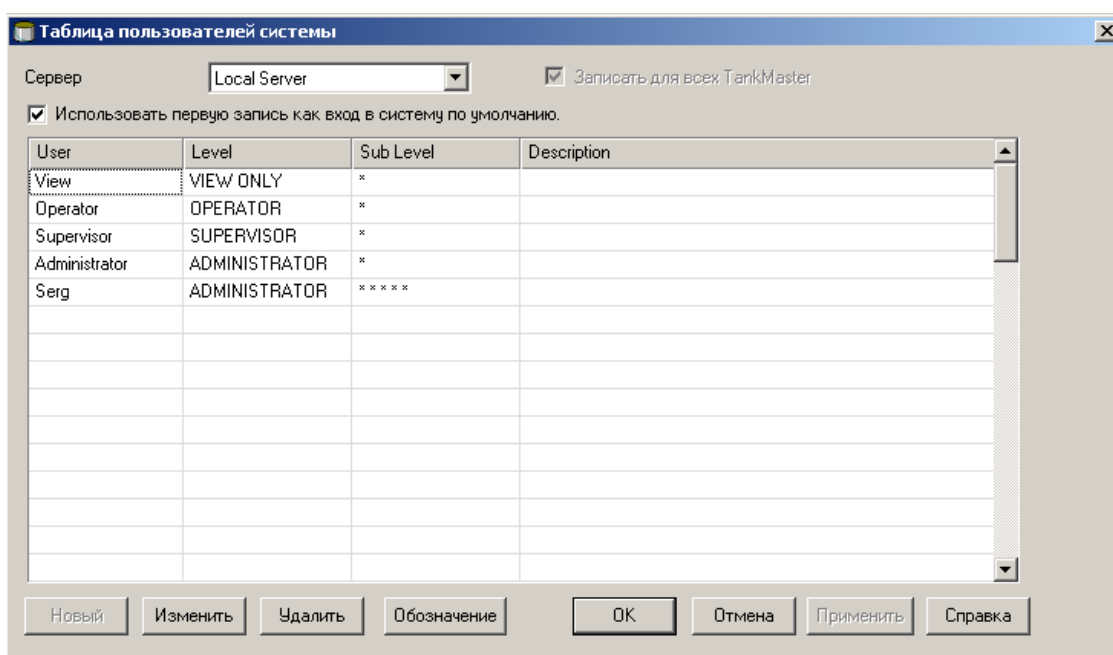 Таблица пользователей системы
Сервер Local Server Записать для всех TankMaster
Использовать первую запись как вход в систему по умолчанию.
User Level Sub Level Description
View VIEW ONLY *
Operator OPERATOR *
Supervisor SUPERVISOR *
Administrator ADMINISTRATOR *
Serg ADMINISTRATOR * * * * *
Новый Изменить Удалить Обозначение OK Отмена Применить Справка